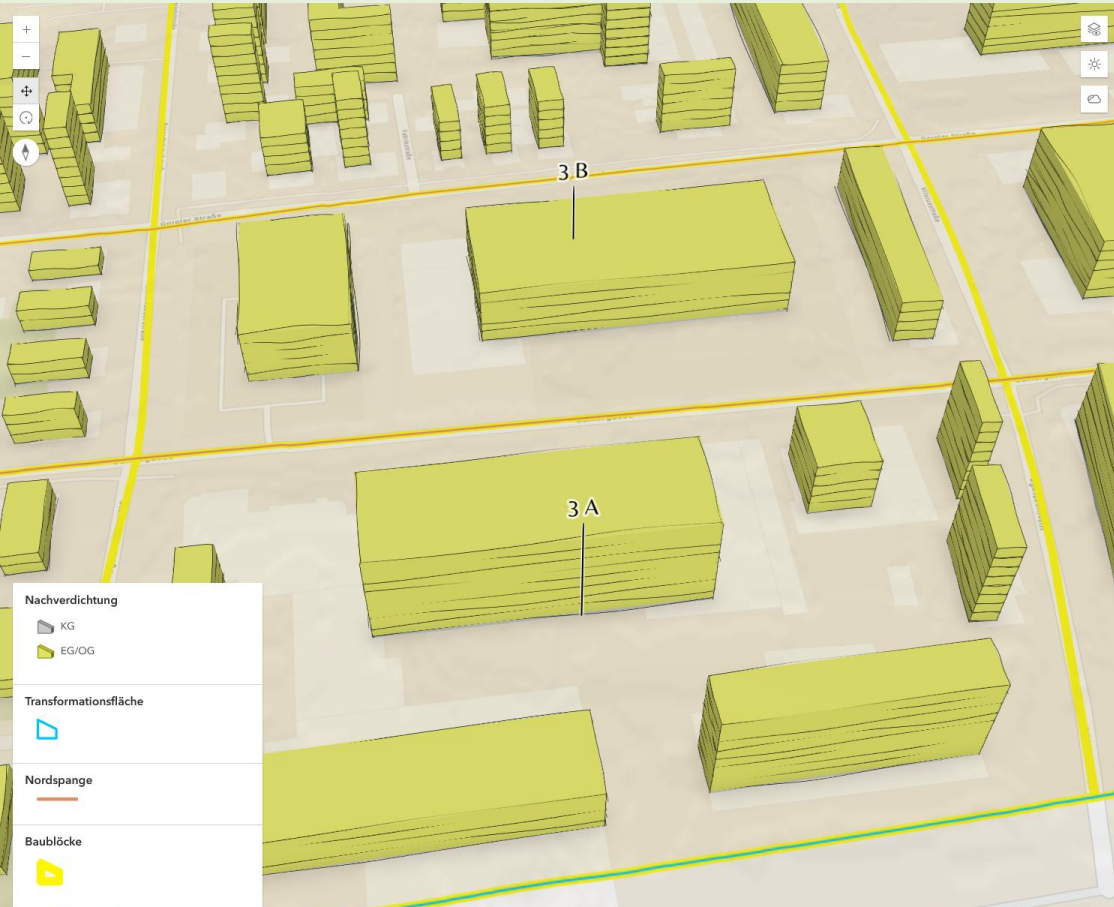 3 B
3 A
Nachverdichtung
KG
EG/OG
Transformationsfläche
Nordspange
Baublöcke